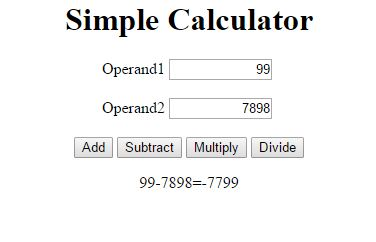 Simple Calculator
Operand1 99
Operand2 7898
Add Subtract Multiply Divide
99-7898=-7799